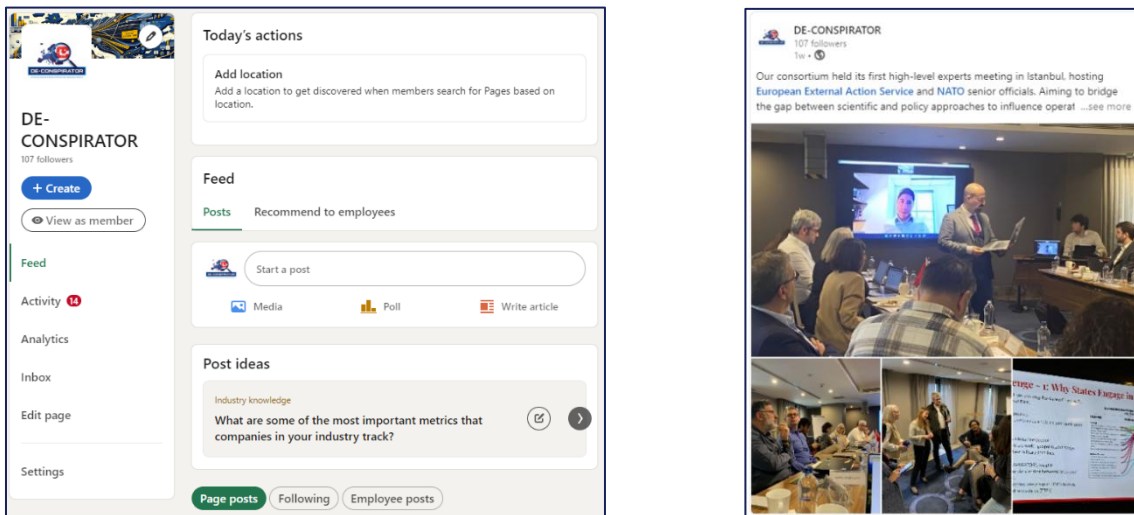 DE-CONSPIRATOR
DE-
CONSPIRATOR
107 followers
+ Create
View as member
Feed
Activity 14
Analytics
Inbox
Edit page
Settings
Today's actions
Add location
Add a location to get discovered when members search for Pages based on
location.
Feed
Posts Recommend to employees
Start a post
Media Poll Write article
Post ideas
Industry knowledge
What are some of the most important metrics that
companies in your industry track?
Page posts Following Employee posts
DE-CONSPIRATOR
107 followers
1w •
Our consortium held its first high-level experts meeting in Istanbul, hosting
European External Action Service and NATO senior officials. Aiming to bridge
the gap between scientific and policy approaches to influence operat ...see more
enge - 1: Why States Engage in